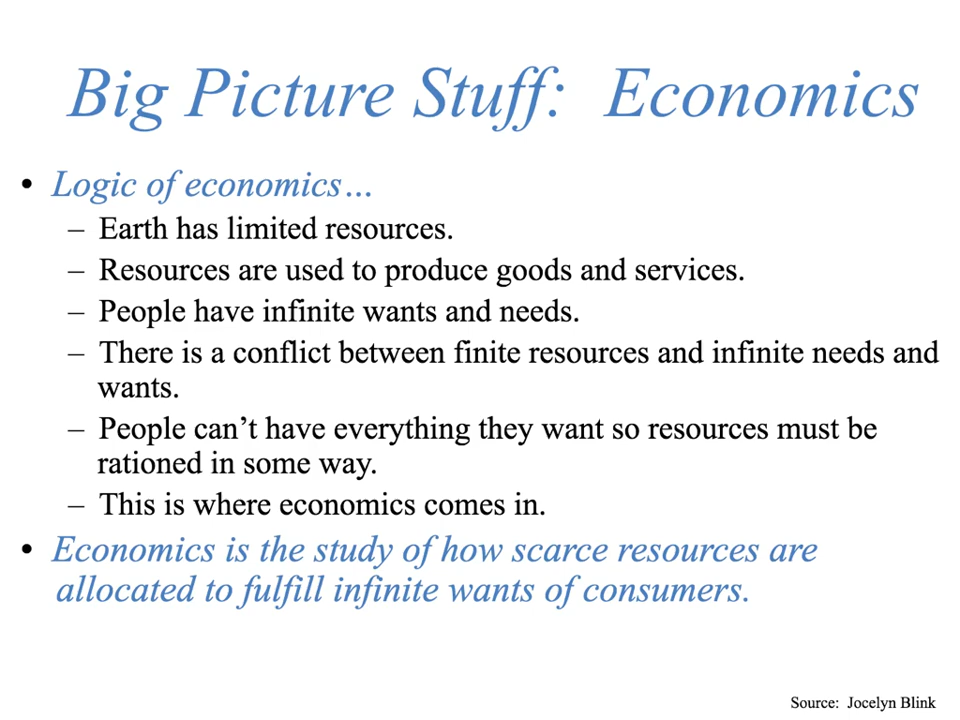 Big Picture Stuff:  Economics
• Logic of economics…
– Earth has limited resources.
– Resources are used to produce goods and services.
– People have infinite wants and needs.
– There is a conflict between finite resources and infinite needs and
wants.
– People can’t have everything they want so resources must be
rationed in some way.
– This is where economics comes in.
• Economics is the study of how scarce resources are
allocated to fulfill infinite wants of consumers.
Source:  Jocelyn Blink